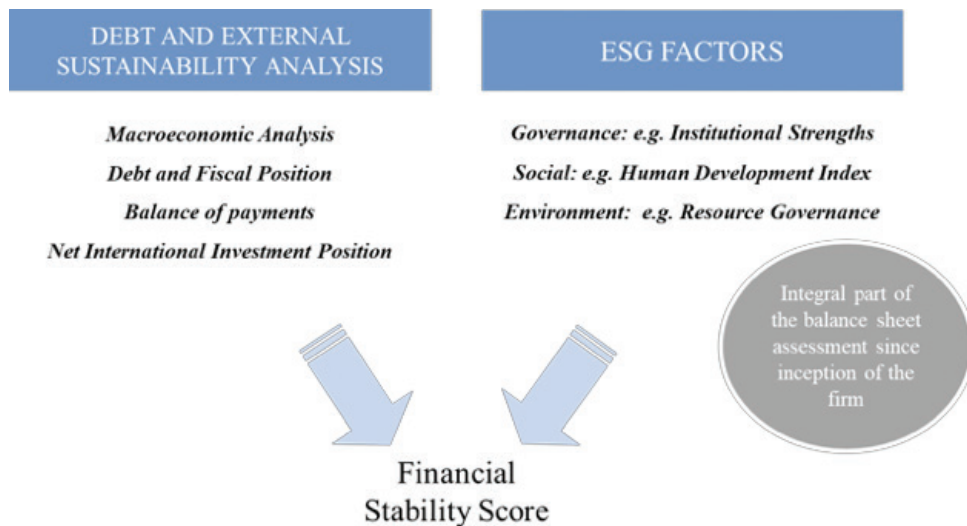 DEBT AND EXTERNAL
SUSTAINABILITY ANALYSIS
Macroeconomic Analysis
Debt and Fiscal Position
Balance of payments
Net International Investment Position
ESG FACTORS
Governance: e.g. Institutional Strengths
Social: e.g. Human Development Index
Environment: e.g. Resource Governance
Integral part of
the balance sheet
assessment since
inception of the
firm
Financial
Stability Score